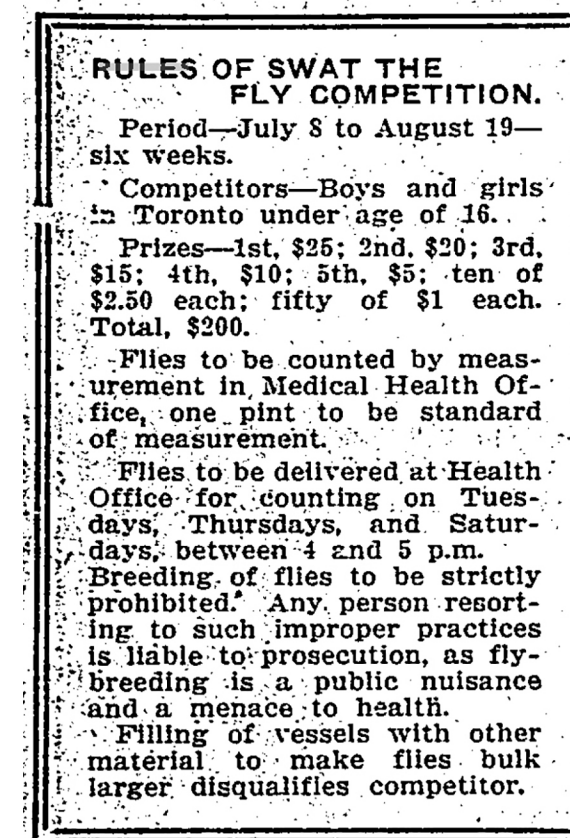 RULES OF SWAT THE
FLY COMPETITION.
Period—July 8 to August 19—
six weeks.
Competitors—Boys and girls
in Toronto under age of 16.
Prizes—1st, $25; 2nd, $20; 3rd,
$15; 4th, $10; 5th, $5; ten of
$2.50 each; fifty of $1 each.
Total, $200.
Flies to be counted by meas-
urement in Medical Health Of-
fice, one pint to be standard
of measurement.
Flies to be delivered at Health
Office for counting on Tues-
days, Thursdays, and Satur-
days, between 4 and 5 p.m.
Breeding of flies to be strictly
prohibited. Any person resort-
ing to such improper practices
is liable to prosecution, as fly-
breeding is a public nuisance
and a menace to health.
Filling of vessels with other
material to make flies bulk
larger disqualifies competitor.